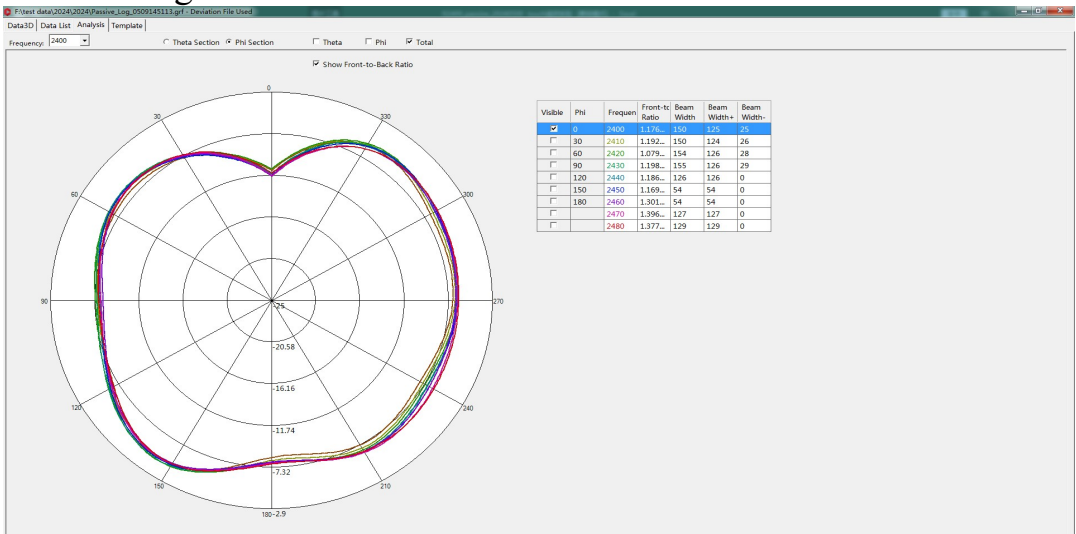 F:\test data\2024\2024\Passive_Log_0509145113.grf - Deviation File Used
Data3D Data List Analysis Template
Frequency: 2400 Theta Section Phi Section Theta Phi Total
Show Front-to-Back Ratio
Visible Phi Frequen Front-tc Ratio Beam Width Beam Width+ Beam Width-
0 2400 1.176... 150 125 25
30 2410 1.192... 150 124 26
60 2420 1.079... 154 126 28
90 2430 1.198... 155 126 29
120 2440 1.186... 126 126 0
150 2450 1.169... 54 54 0
180 2460 1.301... 54 54 0
2470 1.396... 127 127 0
2480 1.377... 129 129 0
0
30 330
60 300
90 -25 270
-20.58
-16.16
120 240
-11.74
-7.32
150 210
180 -2.9